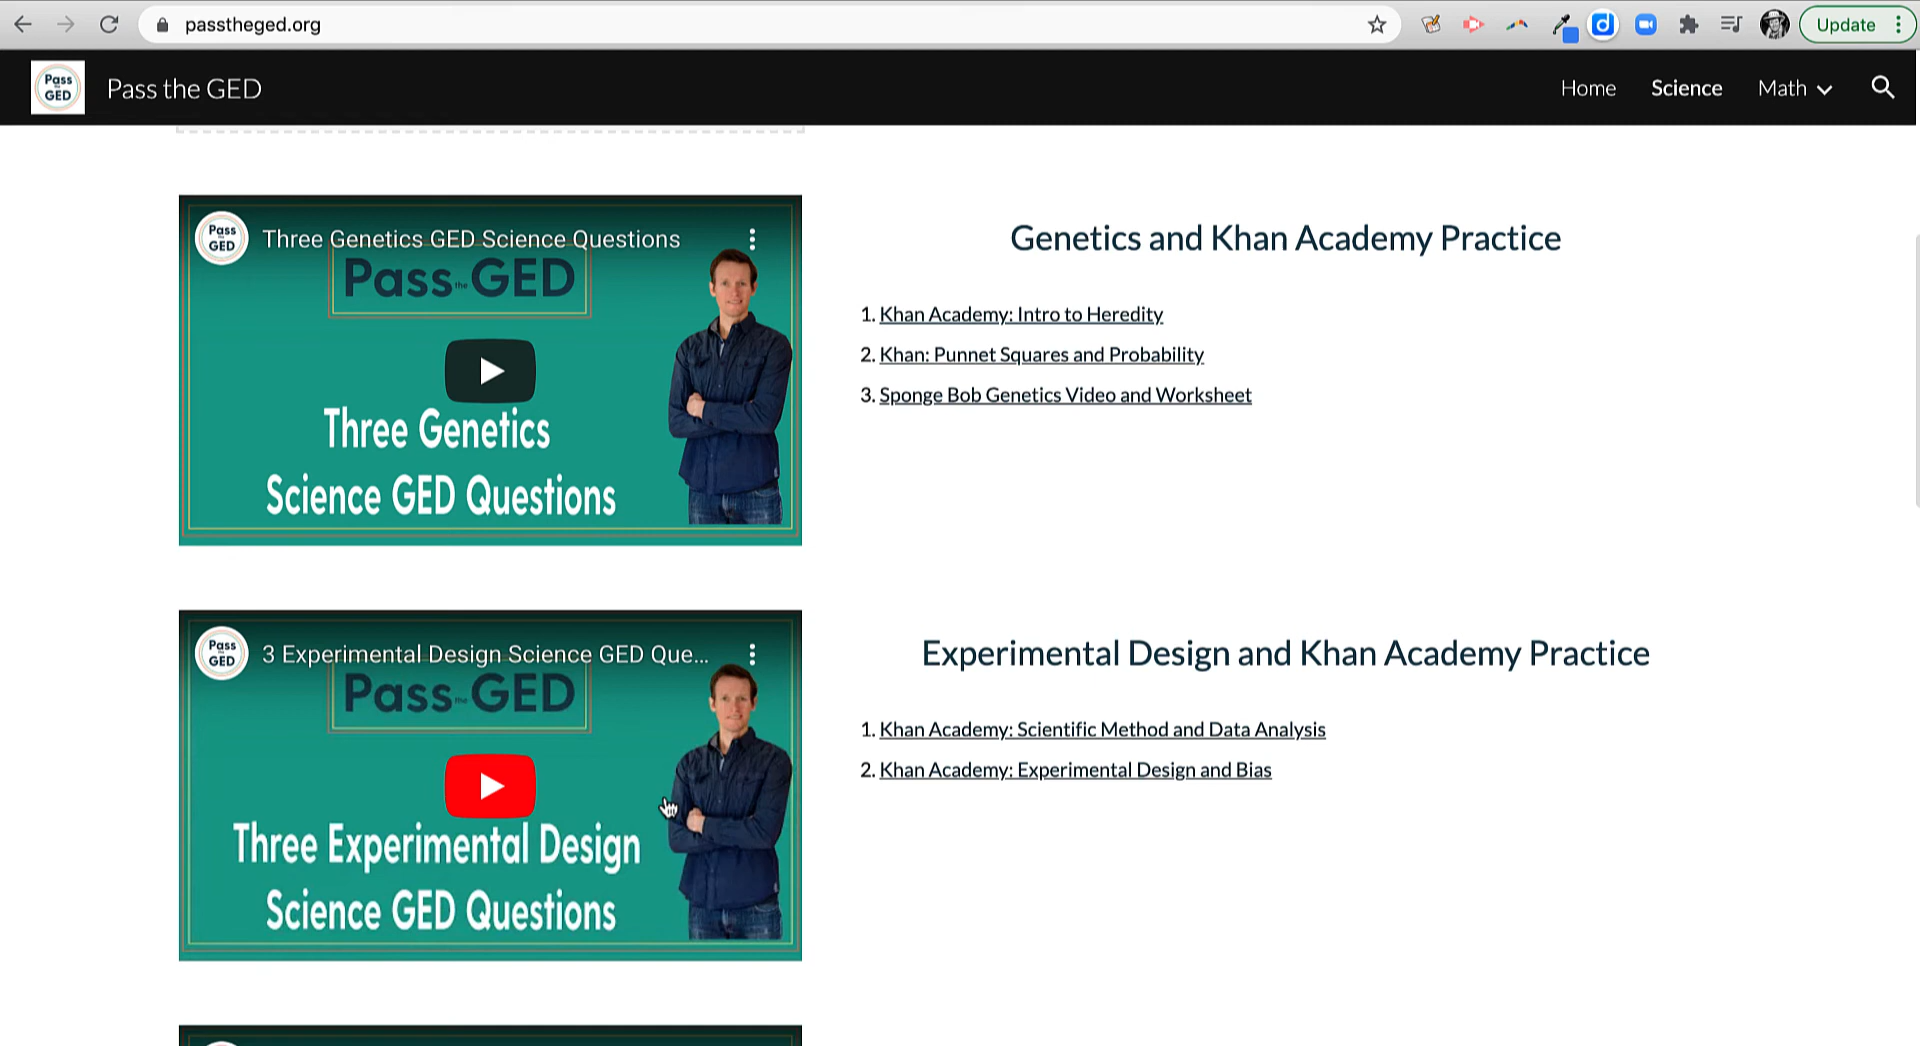 passtheged.org
Update
Pass the GED
Pass the GED
Home
Science
Math
Pass GED
Three Genetics GED Science Questions
Pass the GED
Three Genetics
Science GED Questions
Genetics and Khan Academy Practice
1. Khan Academy: Intro to Heredity
2. Khan: Punnet Squares and Probability
3. Sponge Bob Genetics Video and Worksheet
Pass GED
3 Experimental Design Science GED Que...
Pass the GED
Three Experimental Design
Science GED Questions
Experimental Design and Khan Academy Practice
1. Khan Academy: Scientific Method and Data Analysis
2. Khan Academy: Experimental Design and Bias